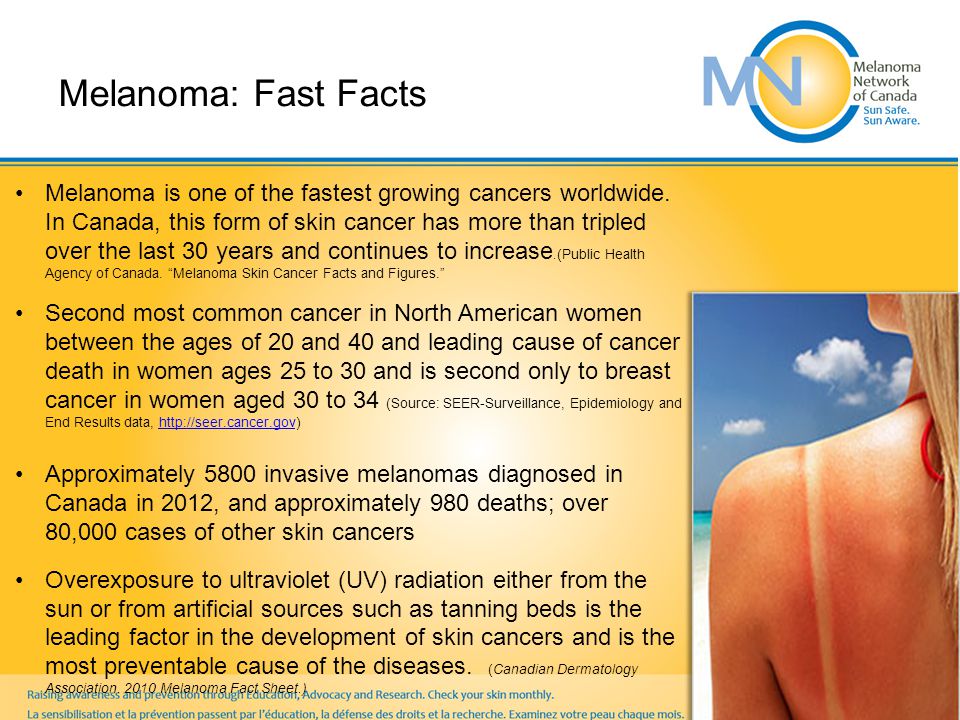 Melanoma: Fast Facts
MN
Melanoma
Network
of Canada
Sun Safe.
Sun Aware.
• Melanoma is one of the fastest growing cancers worldwide.
In Canada, this form of skin cancer has more than tripled
over the last 30 years and continues to increase.(Public Health
Agency of Canada. “Melanoma Skin Cancer Facts and Figures.”
• Second most common cancer in North American women
between the ages of 20 and 40 and leading cause of cancer
death in women ages 25 to 30 and is second only to breast
cancer in women aged 30 to 34 (Source: SEER-Surveillance, Epidemiology and
End Results data, http://seer.cancer.gov)
• Approximately 5800 invasive melanomas diagnosed in
Canada in 2012, and approximately 980 deaths; over
80,000 cases of other skin cancers
• Overexposure to ultraviolet (UV) radiation either from the
sun or from artificial sources such as tanning beds is the
leading factor in the development of skin cancers and is the
most preventable cause of the diseases. (Canadian Dermatology
Association, 2010 Melanoma Fact Sheet.)
Raising awareness and prevention through Education, Advocacy and Research. Check your skin monthly.
La sensibilisation et la prévention passent par l’éducation, la défense des droits et la recherche. Examinez votre peau chaque mois.